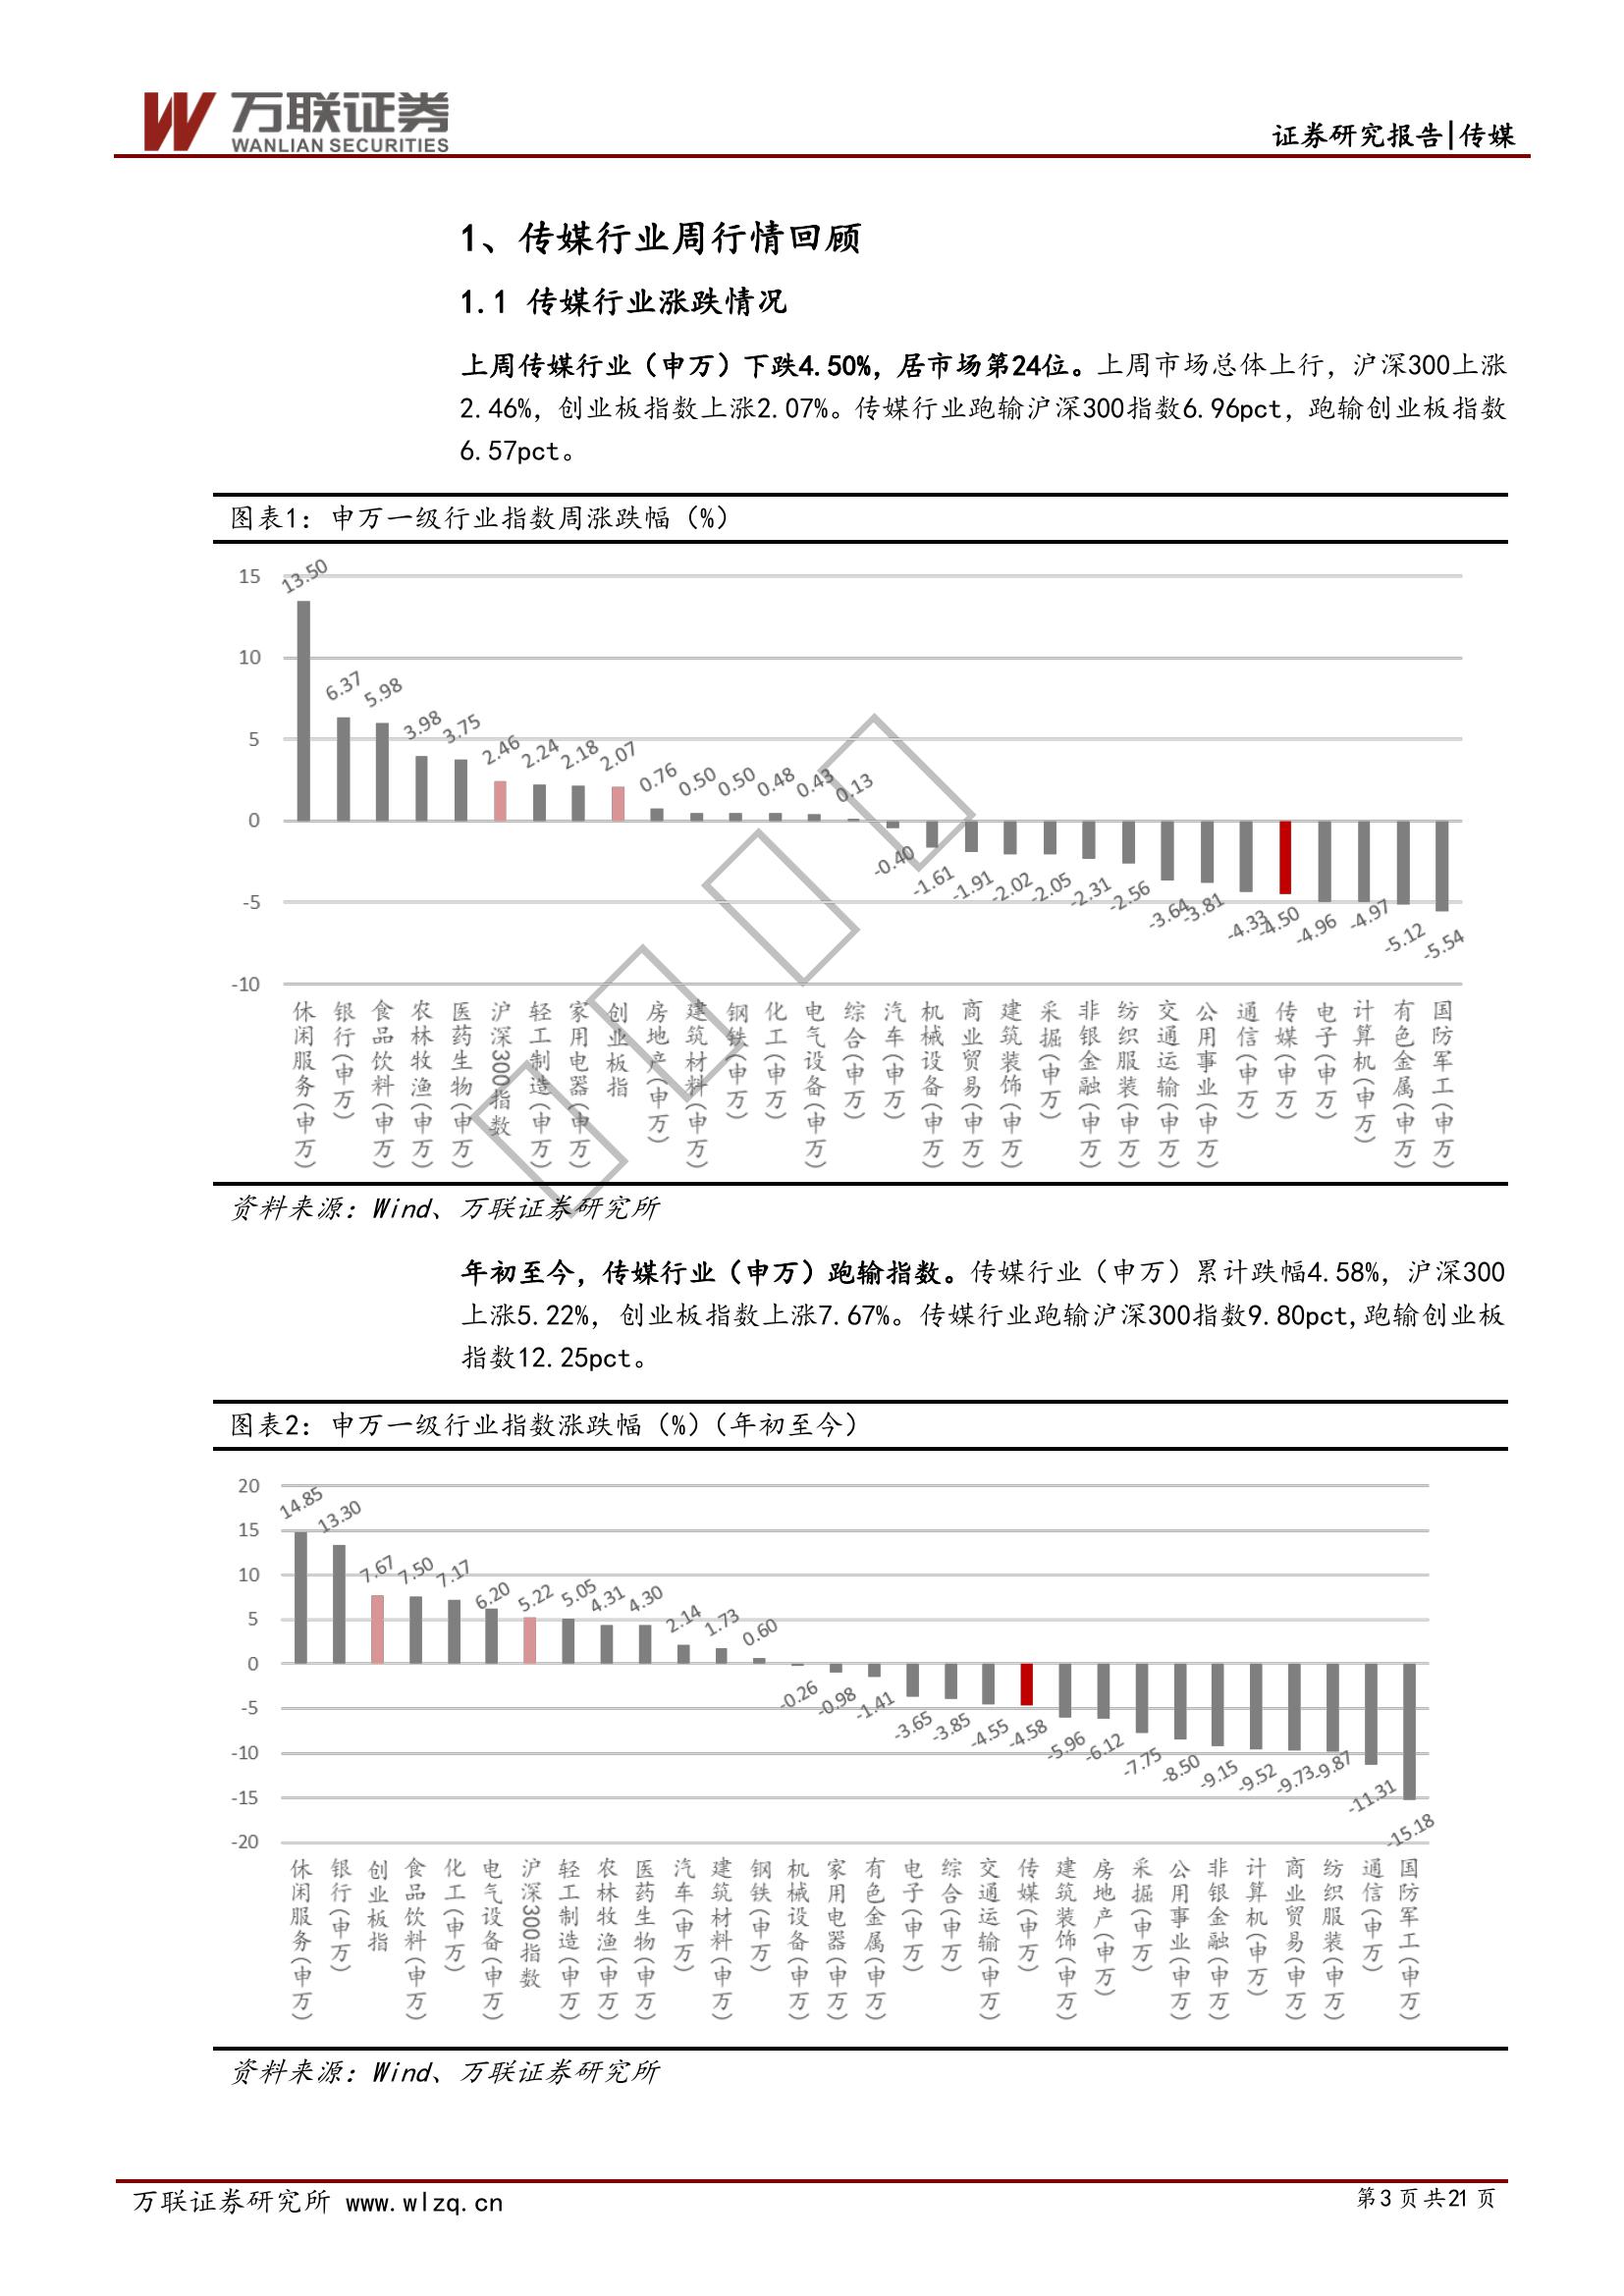 万联证券
WANLIAN SECURITIES
证券研究报告|传媒
1、传媒行业周行情回顾
1.1 传媒行业涨跌情况
上周传媒行业（申万）下跌4.50%，居市场第24位。上周市场总体上行，沪深300上涨
2.46%，创业板指数上涨2.07%。传媒行业跑输沪深300指数6.96pct，跑输创业板指数
6.57pct。
图表1：申万一级行业指数周涨跌幅（%）
15
10
5
0
-5
-10
13.50
6.37
5.98
3.98
3.75
2.46
2.24
2.18
2.07
0.76
0.50
0.50
0.48
0.43
0.13
-0.40
-1.61
-1.91
-2.02
-2.05
-2.31
-2.56
-3.64
-3.81
-4.33
-4.50
-4.96
-4.97
-5.12
-5.54
休闲服务(申万)
银行(申万)
食品饮料(申万)
农林牧渔(申万)
医药生物(申万)
沪深300指数
轻工制造(申万)
家用电器(申万)
创业板指
房地产(申万)
建筑材料(申万)
钢铁(申万)
化工(申万)
电气设备(申万)
综合(申万)
汽车(申万)
机械设备(申万)
商业贸易(申万)
建筑装饰(申万)
采掘(申万)
非银金融(申万)
纺织服装(申万)
交通运输(申万)
公用事业(申万)
通信(申万)
传媒(申万)
电子(申万)
计算机(申万)
有色金属(申万)
国防军工(申万)
资料来源：Wind、万联证券研究所
年初至今，传媒行业（申万）跑输指数。传媒行业（申万）累计跌幅4.58%，沪深300
上涨5.22%，创业板指数上涨7.67%。传媒行业跑输沪深300指数9.80pct,跑输创业板
指数12.25pct。
图表2：申万一级行业指数涨跌幅（%）（年初至今）
20
15
10
5
0
-5
-10
-15
-20
14.85
13.30
7.67
7.50
7.17
6.20
5.22
5.05
4.31
4.30
2.14
1.73
0.60
-0.26
-0.98
-1.41
-3.65
-3.85
-4.55
-4.58
-5.96
-6.12
-7.75
-8.50
-9.15
-9.52
-9.73
-9.87
-11.31
-15.18
休闲服务(申万)
银行(申万)
创业板指
食品饮料(申万)
化工(申万)
电气设备(申万)
沪深300指数
轻工制造(申万)
农林牧渔(申万)
医药生物(申万)
汽车(申万)
建筑材料(申万)
钢铁(申万)
机械设备(申万)
家用电器(申万)
有色金属(申万)
电子(申万)
综合(申万)
交通运输(申万)
传媒(申万)
建筑装饰(申万)
房地产(申万)
采掘(申万)
公用事业(申万)
非银金融(申万)
计算机(申万)
商业贸易(申万)
纺织服装(申万)
通信(申万)
国防军工(申万)
资料来源：Wind、万联证券研究所
万联证券研究所 www.wlzq.cn
第3页共21页